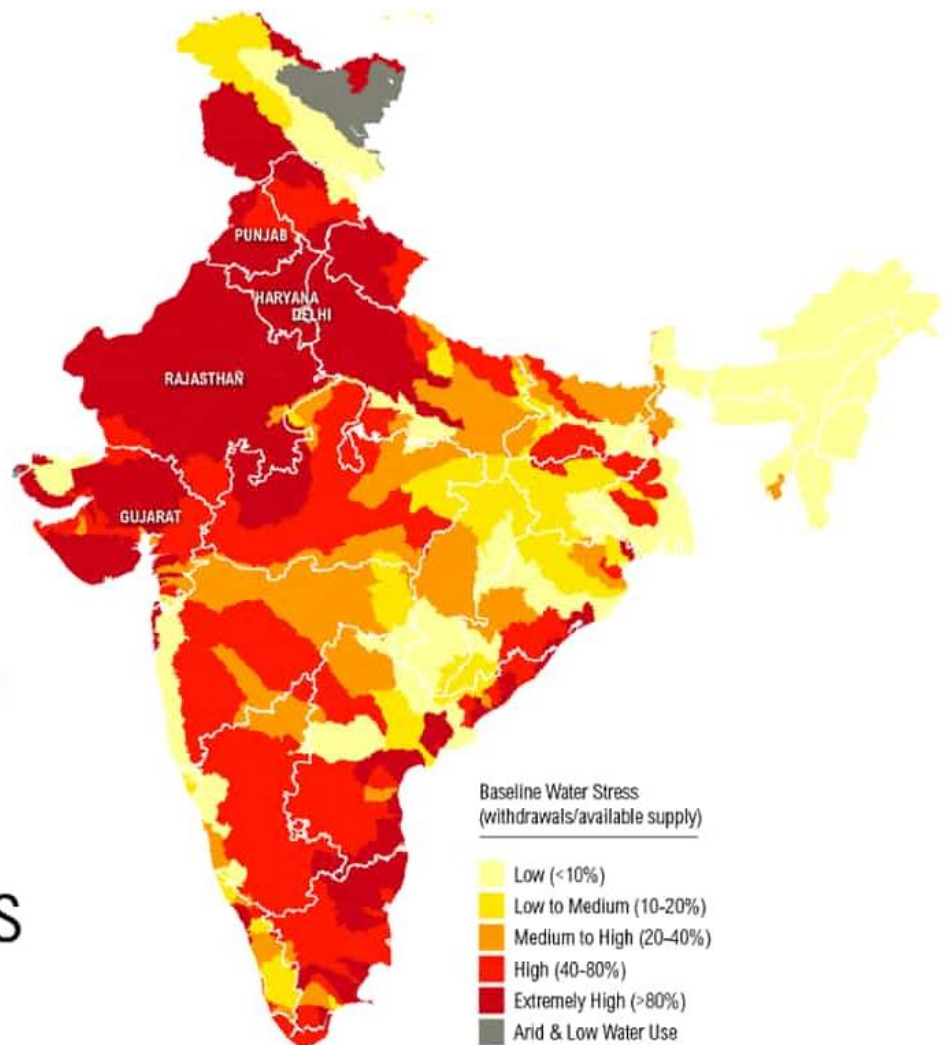 PUNJAB
HARYANA
DELHI
RAJASTHAN
GUJARAT
S
Baseline Water Stress
(withdrawals/available supply)
Low (<10%)
Low to Medium (10-20%)
Medium to High (20-40%)
High (40-80%)
Extremely High (>80%)
Arid & Low Water Use